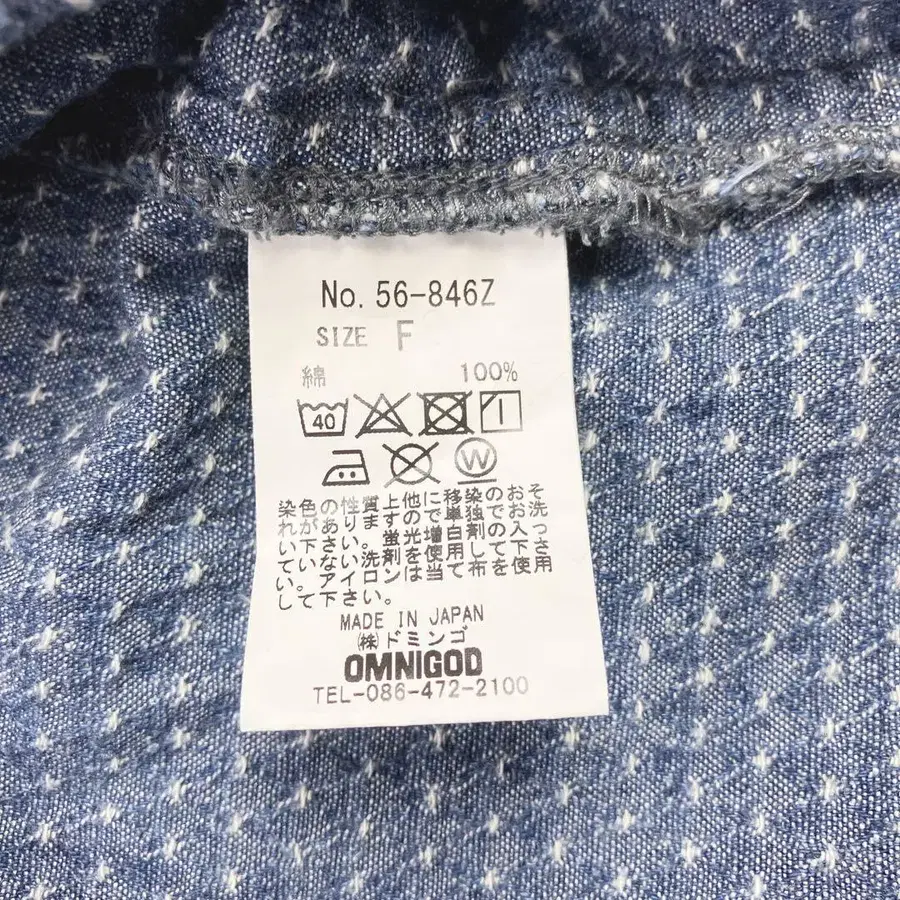 No. 56-846Z
SIZE F
綿 100%
40
W
染色の性質上他に移染のおそ
れがありますので単独でお洗
い下さい。蛍光増白剤の入っ
ていない洗剤を使用して下さ
い。アイロンは当て布を使用
して下さい。
MADE IN JAPAN
㈱ドミンゴ
OMNIGOD
TEL-086-472-2100